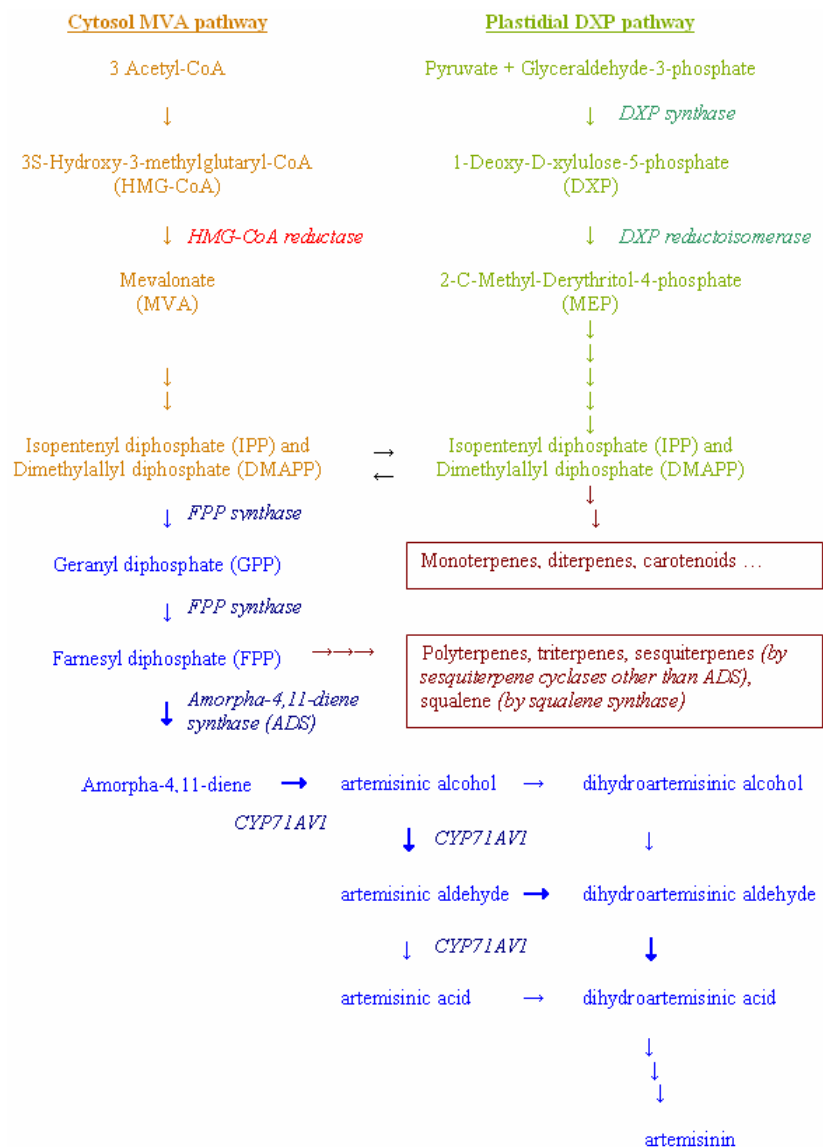 Cytosol MVA pathway
Plastidial DXP pathway
3 Acetyl-CoA
Pyruvate + Glyceraldehyde-3-phosphate
↓
↓ DXP synthase
3S-Hydroxy-3-methylglutaryl-CoA
(HMG-CoA)
1-Deoxy-D-xylulose-5-phosphate
(DXP)
↓ HMG-CoA reductase
↓ DXP reductoisomerase
Mevalonate
(MVA)
2-C-Methyl-Derythritol-4-phosphate
(MEP)
↓
↓
↓
↓
↓
↓
↓
Isopentenyl diphosphate (IPP) and
Dimethylallyl diphosphate (DMAPP)
→
←
Isopentenyl diphosphate (IPP) and
Dimethylallyl diphosphate (DMAPP)
↓ FPP synthase
↓
↓
Geranyl diphosphate (GPP)
Monoterpenes, diterpenes, carotenoids …
↓ FPP synthase
Farnesyl diphosphate (FPP) →→→
Polyterpenes, triterpenes, sesquiterpenes (by
sesquiterpene cyclases other than ADS),
squalene (by squalene synthase)
↓ Amorpha-4,11-diene
synthase (ADS)
Amorpha-4,11-diene → artemisinic alcohol → dihydroartemisinic alcohol
CYP71AV1
↓ CYP71AV1 ↓
artemisinic aldehyde → dihydroartemisinic aldehyde
↓ CYP71AV1 ↓
artemisinic acid → dihydroartemisinic acid
↓
↓
↓
artemisinin